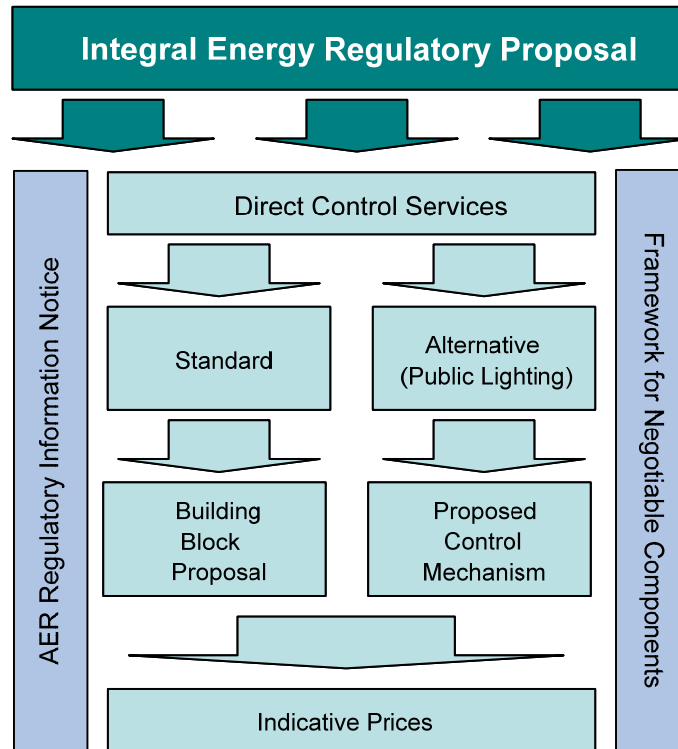 Integral Energy Regulatory Proposal
AER Regulatory Information Notice
Direct Control Services
Standard
Alternative
(Public Lighting)
Building
Block
Proposal
Proposed
Control
Mechanism
Indicative Prices
Framework for Negotiable Components